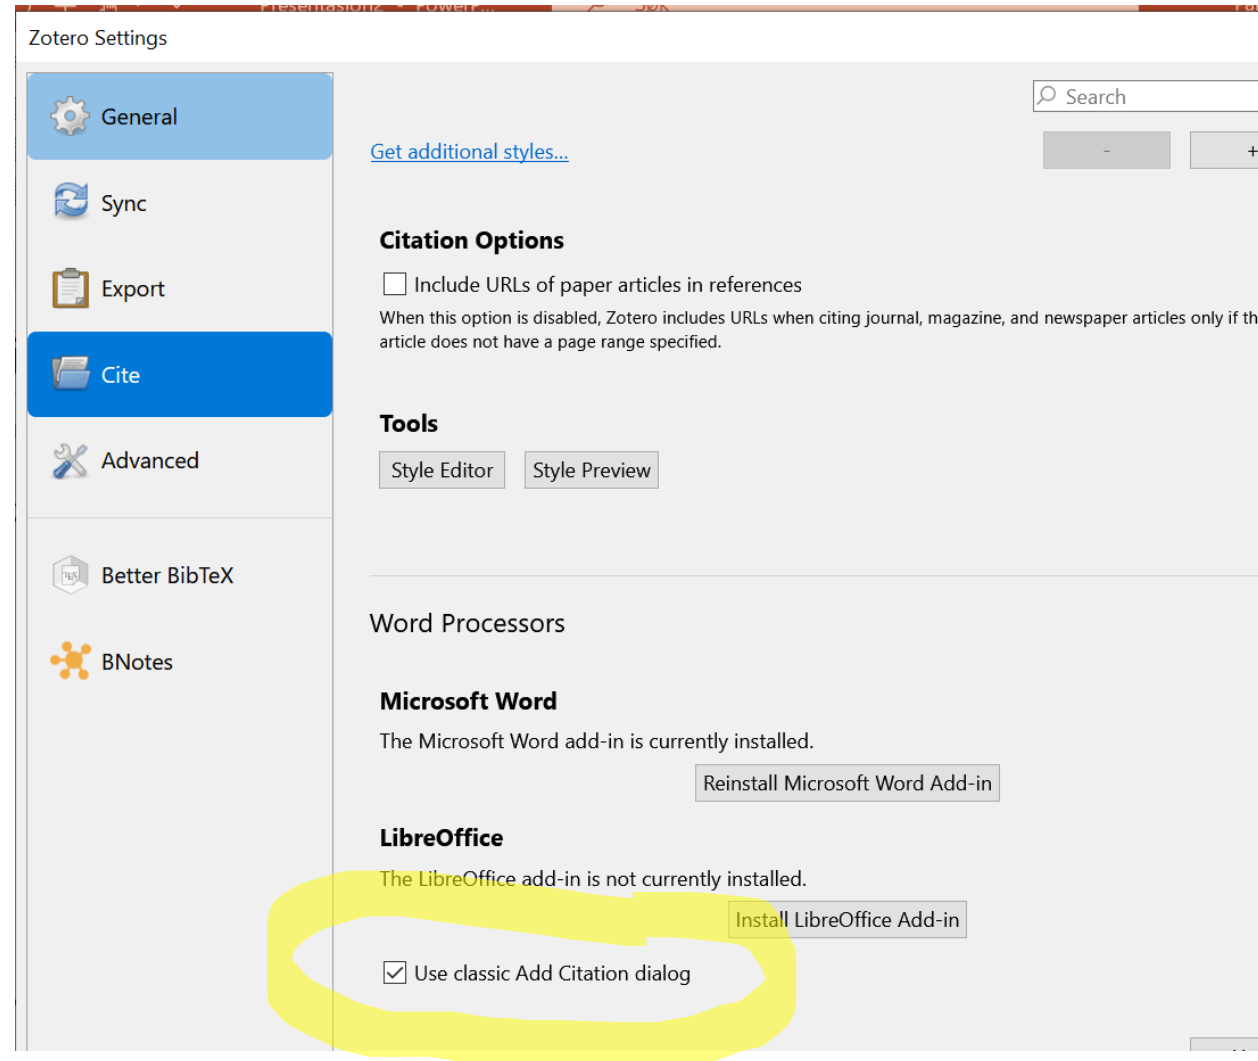 Presentasion2 - PowerP...
Søk
Zotero Settings
Search
General
Get additional styles...
-
+
Sync
Citation Options
Include URLs of paper articles in references
Export
When this option is disabled, Zotero includes URLs when citing journal, magazine, and newspaper articles only if th
article does not have a page range specified.
Cite
Tools
Advanced
Style Editor
Style Preview
Better BibTeX
Word Processors
BNotes
Microsoft Word
The Microsoft Word add-in is currently installed.
Reinstall Microsoft Word Add-in
LibreOffice
The LibreOffice add-in is not currently installed.
Install LibreOffice Add-in
Use classic Add Citation dialog